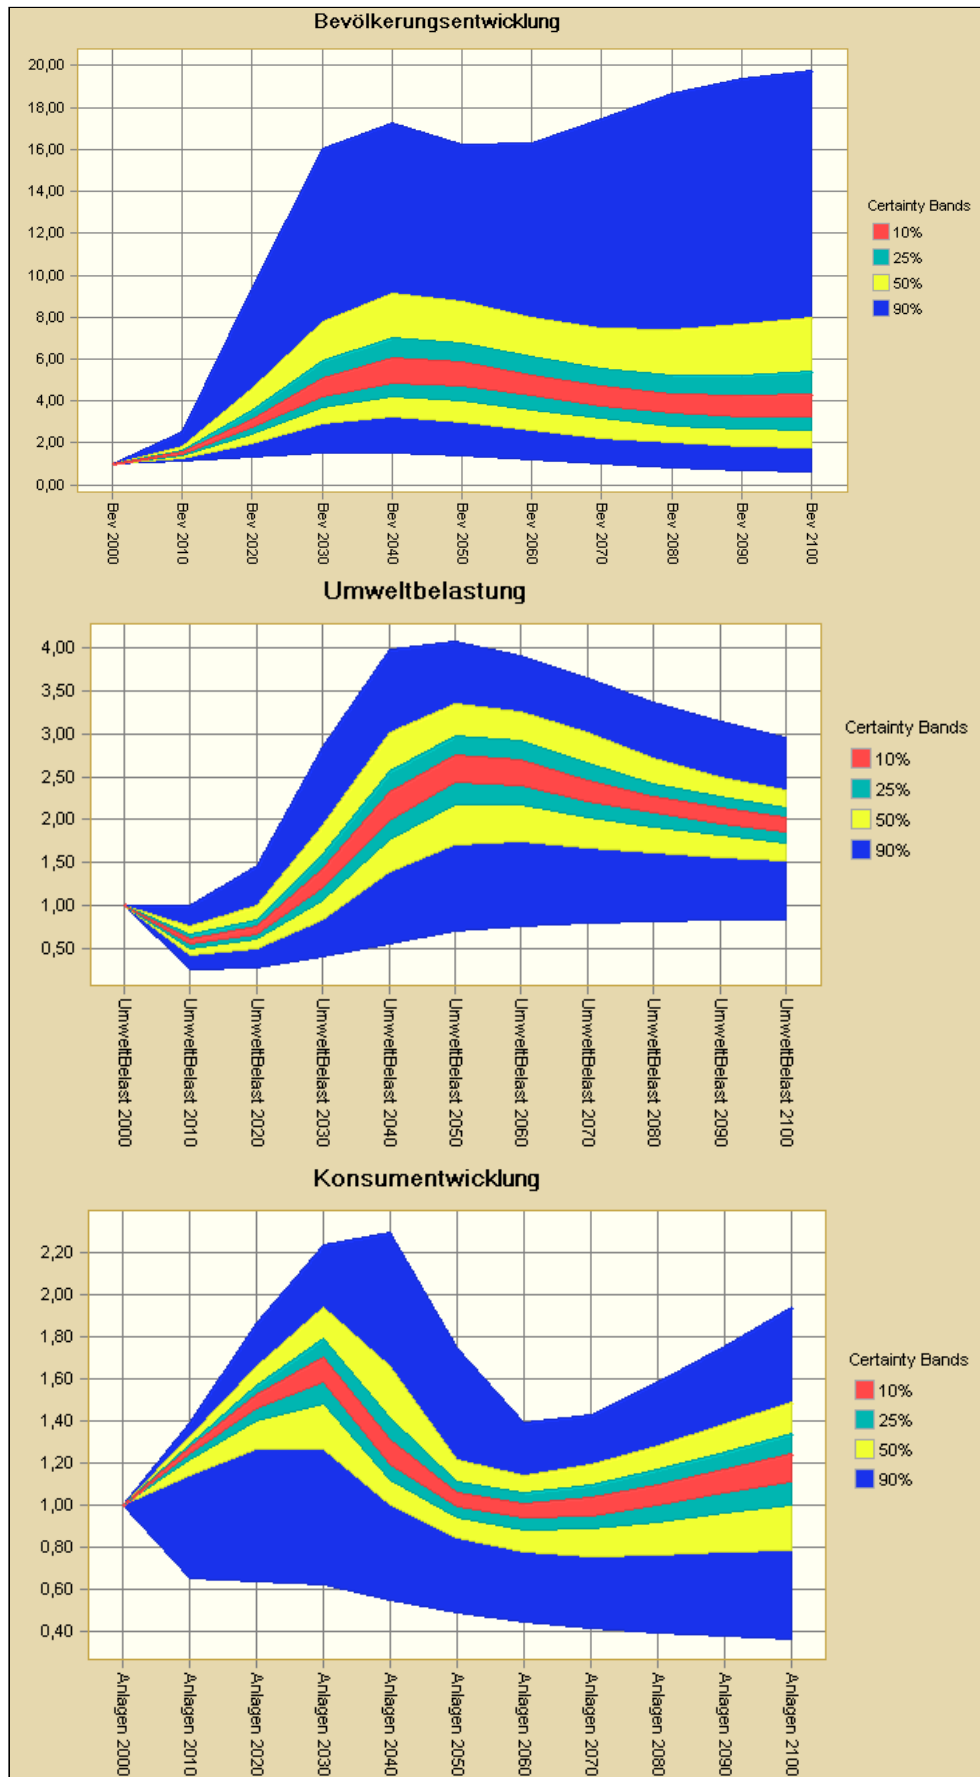 Bevölkerungsentwicklung
20,00
18,00
16,00
14,00
12,00
10,00
8,00
6,00
4,00
2,00
0,00
Bev 2000
Bev 2010
Bev 2020
Bev 2030
Bev 2040
Bev 2050
Bev 2060
Bev 2070
Bev 2080
Bev 2090
Bev 2100
Certainty Bands
10%
25%
50%
90%
Umweltbelastung
4,00
3,50
3,00
2,50
2,00
1,50
1,00
0,50
UmweltBelast 2000
UmweltBelast 2010
UmweltBelast 2020
UmweltBelast 2030
UmweltBelast 2040
UmweltBelast 2050
UmweltBelast 2060
UmweltBelast 2070
UmweltBelast 2080
UmweltBelast 2090
UmweltBelast 2100
Certainty Bands
10%
25%
50%
90%
Konsumentwicklung
2,20
2,00
1,80
1,60
1,40
1,20
1,00
0,80
0,60
0,40
Anlagen 2000
Anlagen 2010
Anlagen 2020
Anlagen 2030
Anlagen 2040
Anlagen 2050
Anlagen 2060
Anlagen 2070
Anlagen 2080
Anlagen 2090
Anlagen 2100
Certainty Bands
10%
25%
50%
90%